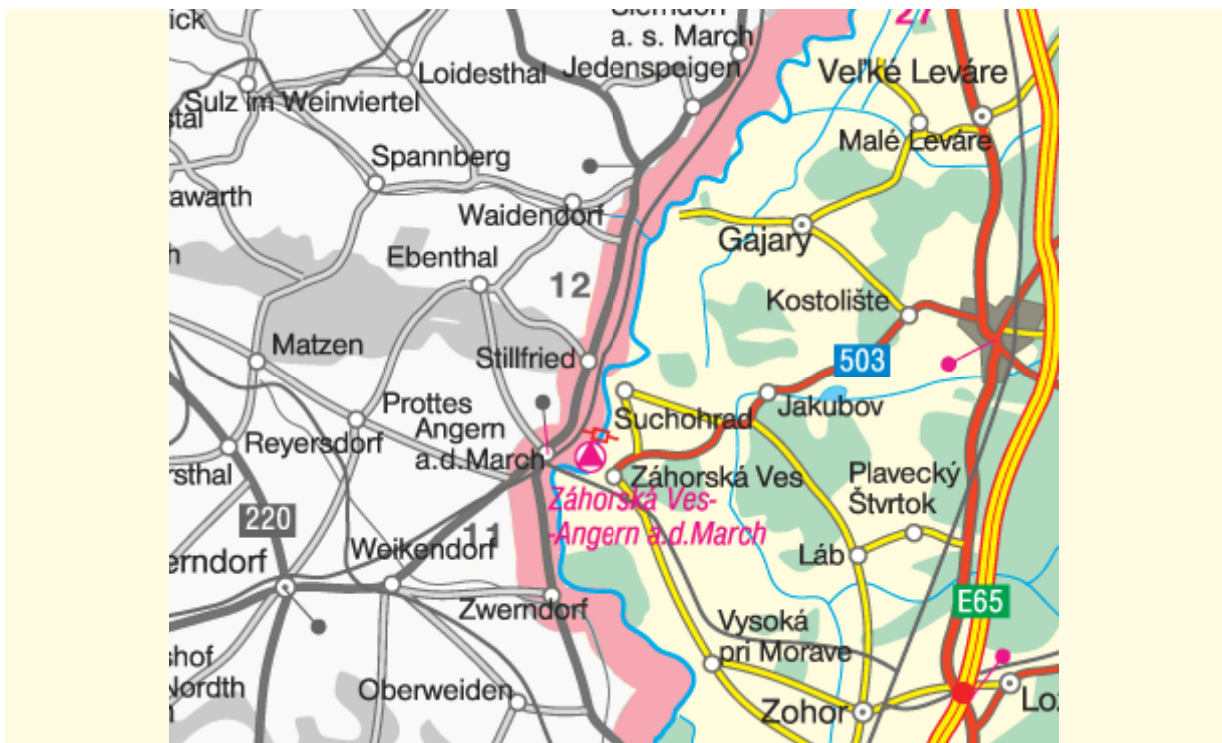 27
a. s. March
Jedenspeigen
Loidesthal
Sulz im Weinviertel
Veľké Leváre
Malé Leváre
Spannberg
Waidendorf
Gajary
Ebenthal
12
Kostolište
Matzen
Stillfried
503
Jakubov
Prottes
Angern
a.d.March
Suchohrad
Reyersdorf
Záhorská Ves
Plavecký
Štvrtok
Záhorská Ves-
-Angern a.d.March
220
11
Weikendorf
Láb
E65
Zwerndorf
Vysoká
pri Morave
Oberweiden
Zohor